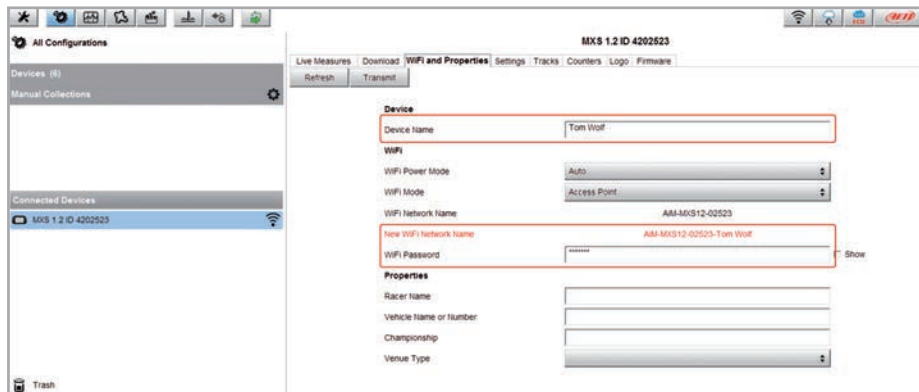 All Configurations
Devices (6)
Manual Collections
Connected Devices
MXS 1.2 ID 4202523
Trash
MXS 1.2 ID 4202523
Live Measures Download WiFi and Properties Settings Tracks Counters Logo Firmware
Refresh Transmit
Device
Device Name Tom Wolf
WiFi
WiFi Power Mode Auto
WiFi Mode Access Point
WiFi Network Name AiM-MXS12-02523
New WiFi Network Name AiM-MXS12-02523-Tom Wolf
WiFi Password ******* Show
Properties
Racer Name
Vehicle Name or Number
Championship
Venue Type